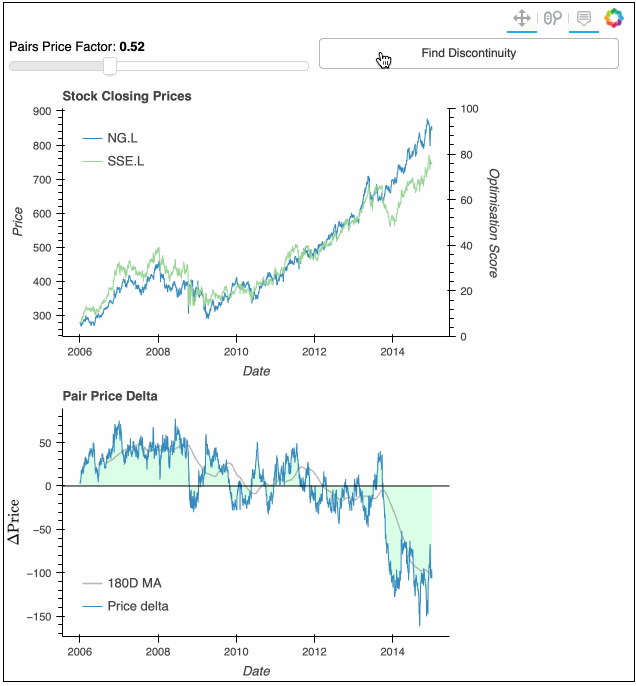 Pairs Price Factor: 0.52
Find Discontinuity
Stock Closing Prices
900
800
700
600
500
400
300
Price
NG.L
SSE.L
100
80
60
40
20
0
Optimisation Score
2006 2008 2010 2012 2014
Date
Pair Price Delta
50
0
−50
−100
−150
ΔPrice
180D MA
Price delta
2006 2008 2010 2012 2014
Date